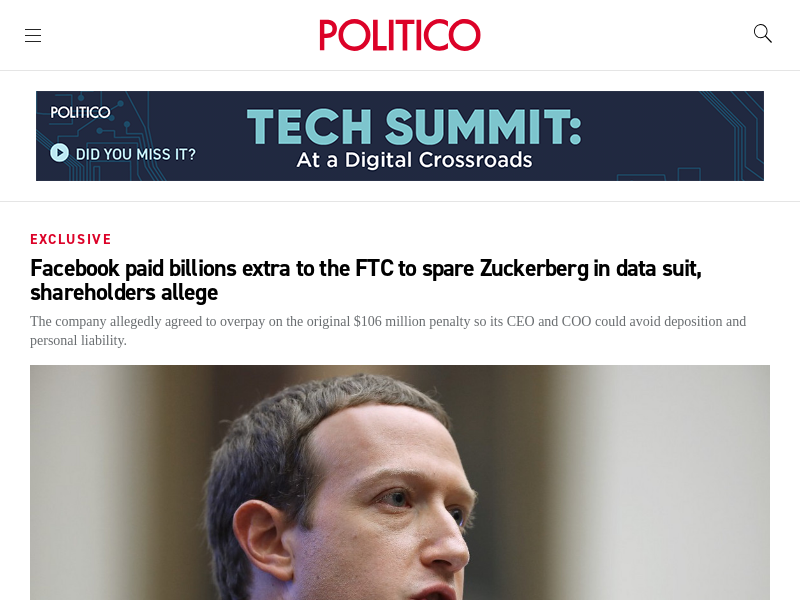 POLITICO
POLITICO
DID YOU MISS IT?
TECH SUMMIT:
At a Digital Crossroads
EXCLUSIVE
Facebook paid billions extra to the FTC to spare Zuckerberg in data suit,
shareholders allege
The company allegedly agreed to overpay on the original $106 million penalty so its CEO and COO could avoid deposition and
personal liability.